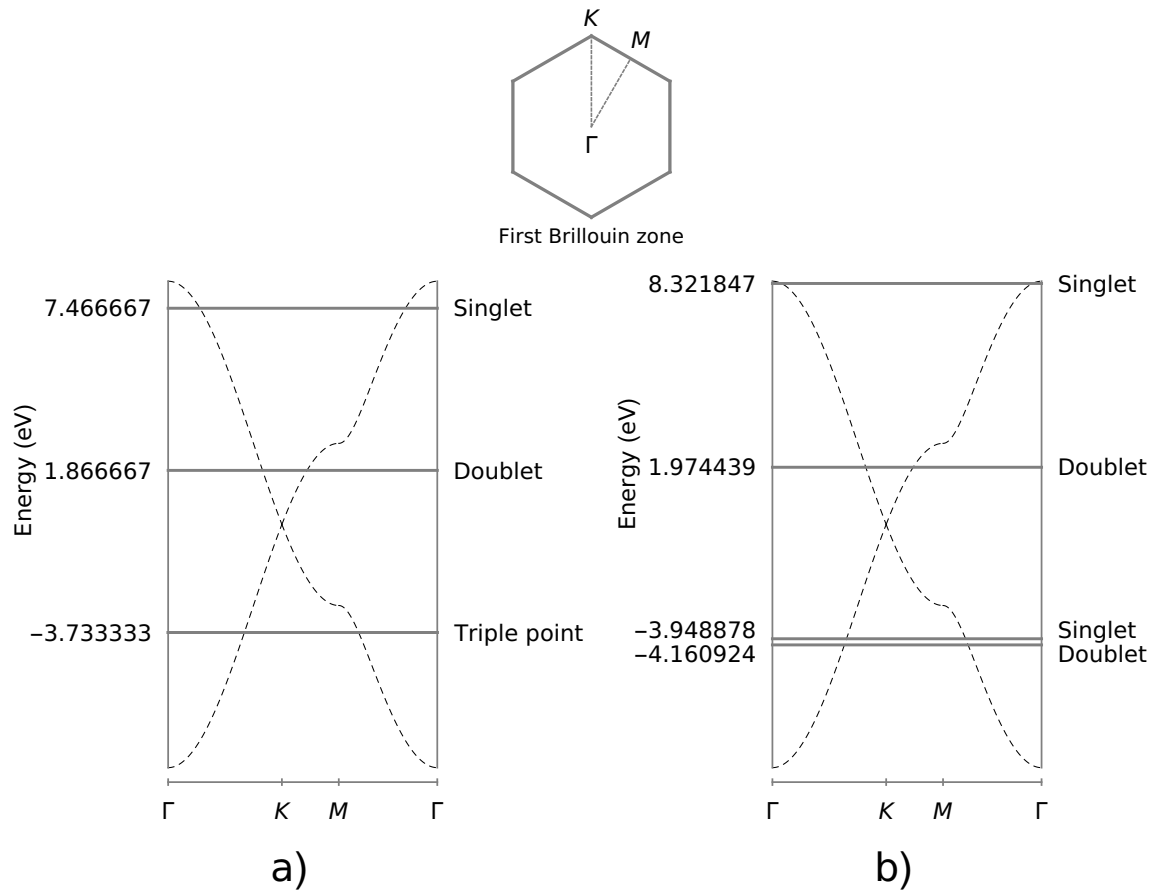 K
M
Γ
First Brillouin zone
7.466667
Singlet
1.866667
Doublet
−3.733333
Triple point
Energy (eV)
Γ
K
M
Γ
a)
8.321847
Singlet
1.974439
Doublet
−3.948878
Singlet
−4.160924
Doublet
Energy (eV)
Γ
K
M
Γ
b)